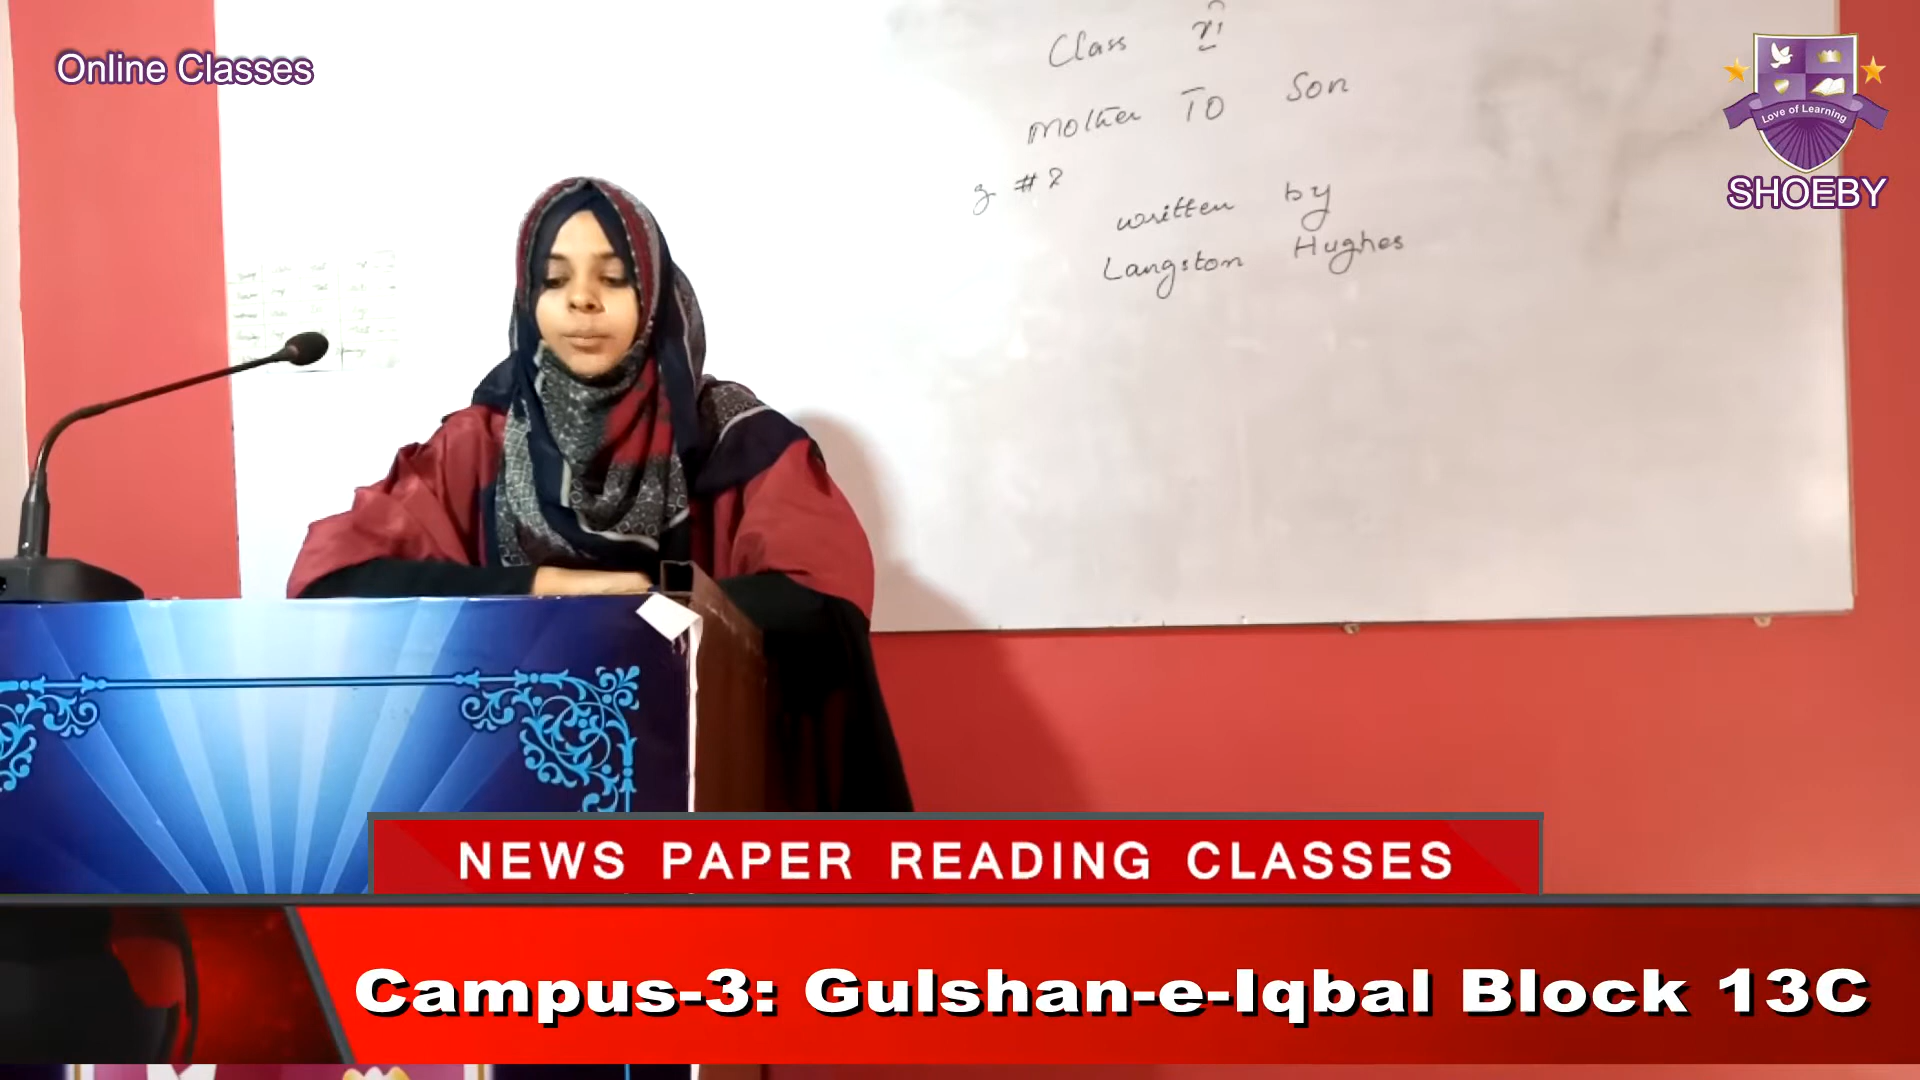 Online Classes
Class XI
Mother To Son
written by
Langston Hughes
Love of Learning
SHOEBY
NEWS PAPER READING CLASSES
Campus-3: Gulshan-e-Iqbal Block 13C